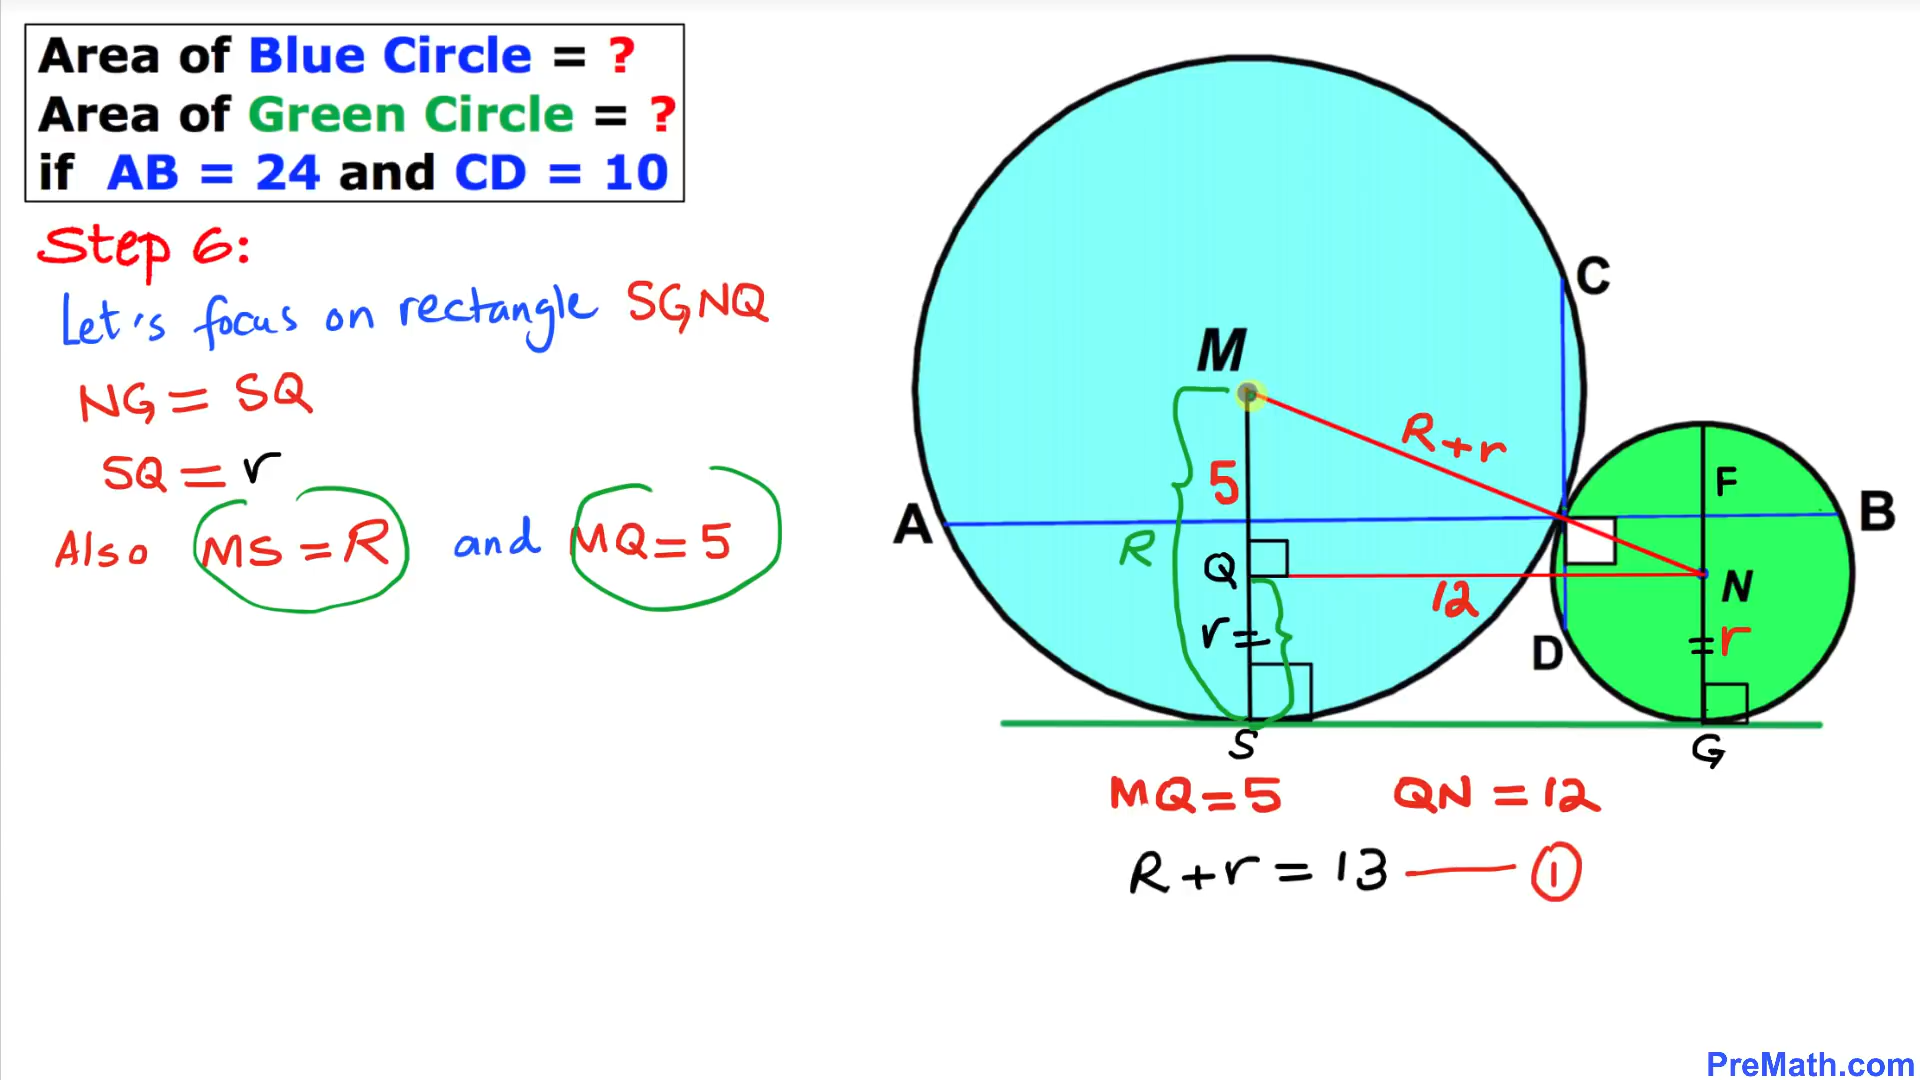 Area of Blue Circle = ?
Area of Green Circle = ?
if AB = 24 and CD = 10
Step 6:
Let's focus on rectangle SGNQ
NG = SQ
SQ = r
Also MS = R and MQ = 5
C
M
R+r
5
F
A
B
R
Q
12
N
r
r
D
S
G
MQ = 5 QN = 12
R + r = 13 —— ①
PreMath.com